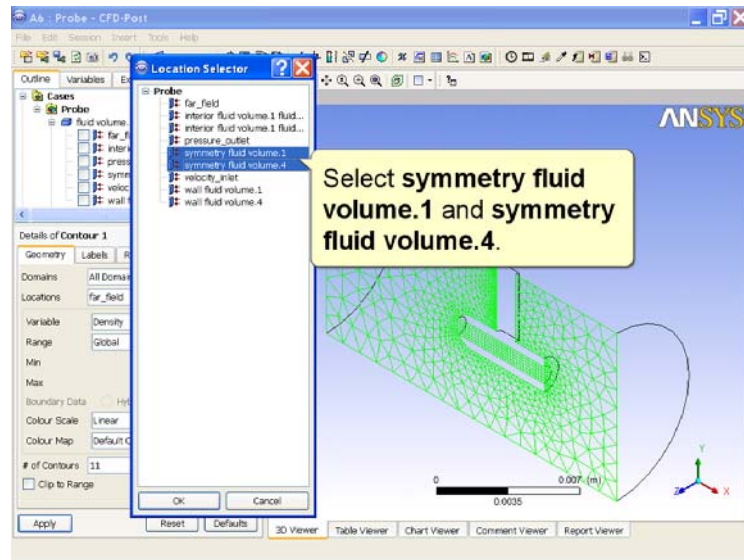 A6 : Probe - CFD-Post
File Edit Session Insert Tools Help
Outline Variables
Cases
Probe
fluid volume.
Location Selector
Probe
far_field
interior fluid volume.1 fluid...
interior fluid volume.1 fluid...
pressure_outlet
symmetry fluid volume.1
symmetry fluid volume.4
velocity_inlet
wall fluid volume.1
wall fluid volume.4
OK Cancel
ANSYS
Select symmetry fluid
volume.1 and symmetry
fluid volume.4.
Details of Contour 1
Geometry Labels
Domains All Domai
Locations far_field
Variable Density
Range Global
Min
Max
Boundary Data
Colour Scale Linear
Colour Map Default C
# of Contours 11
Clip to Range
Apply Reset Defaults
0 0.007 (m)
0.0035
Y
Z X
3D Viewer Table Viewer Chart Viewer Comment Viewer Report Viewer